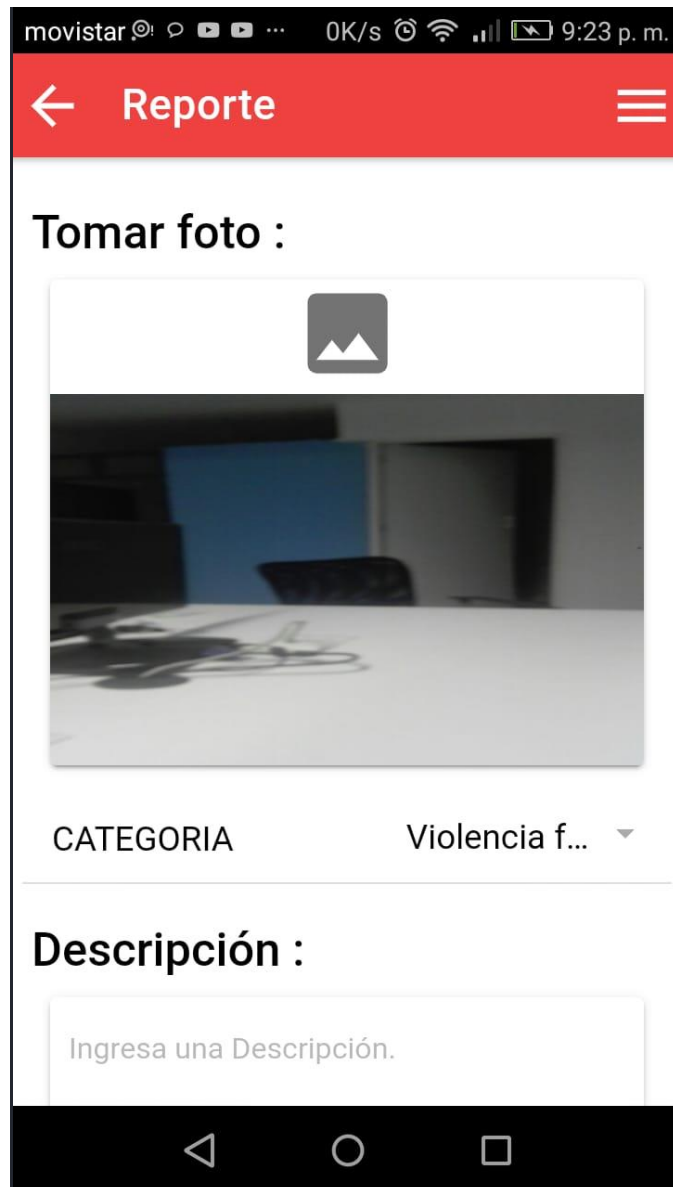 movistar ... 0K/s 9:23 p. m.
Reporte
Tomar foto :
CATEGORIA Violencia f...
Descripción :
Ingresa una Descripción.